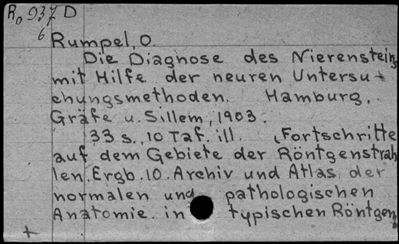 Ro 937 D
6
Rumpel, O.
Die Diagnose des Nierenstein
mit Hilfe der neuren Untersu-
chungsmethoden. Hamburg,
Gräfe u. Sillem, 1903.
33 s., 10 Taf. ill. (Fortschritte
auf dem Gebiete der Röntgenstrah
len. Ergb. 10. Archiv und Atlas der
normalen und pathologischen
Anatomie in typischen Röntgen